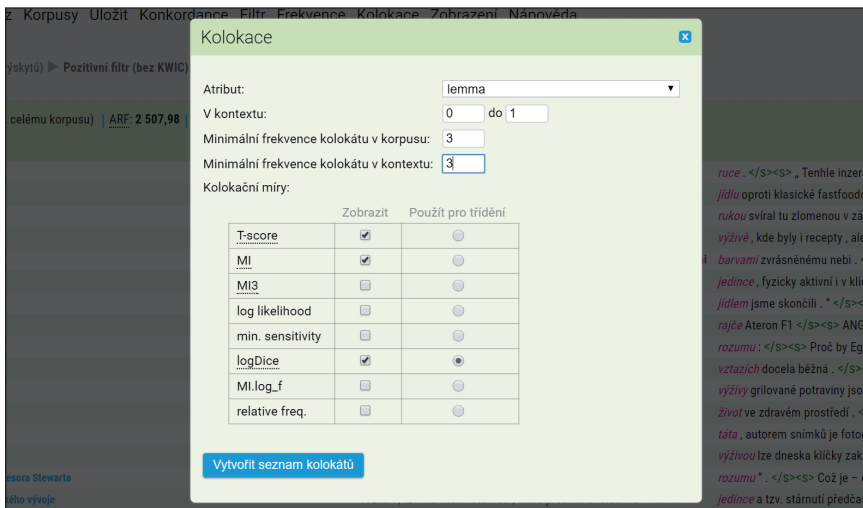 z Korpusy Uložit Konkordance Filtr Frekvence Kolokace Zobrazení Nápověda
Kolokace
x
výskytů) ▶ Pozitivní filtr (bez KWIC)
celému korpusu) | ARF: 2 507,98 |
Atribut: lemma
V kontextu: 0 do 1
Minimální frekvence kolokátu v korpusu: 3
Minimální frekvence kolokátu v kontextu: 3
Kolokační míry:
Zobrazit Použít pro třídění
T-score
MI
MI3
log likelihood
min. sensitivity
logDice
MI.log_f
relative freq.
Vytvořit seznam kolokátů
ruce . </s><s> „ Tenhle inzer
jídlu oproti klasické fastfoodo
rukou svíral tu zlomenou v zá
výživě , kde byly i recepty , ale
barvami zvrásněnému nebi . <
jedince , fyzicky aktivní i v kli
jídlem jsme skončili . " </s><
rajče Ateron F1 </s><s> ANG
rozumu : </s><s> Proč by Eg
vztazích docela běžná . </s>
výživy grilované potraviny jso
život ve zdravém prostředí . <
táta , autorem snímků je foto
výživou lze dneska klíčky zak
rozumu " . </s><s> Což je –
jedince a tzv. stárnutí předča
esora Stewarta
kého vývoje